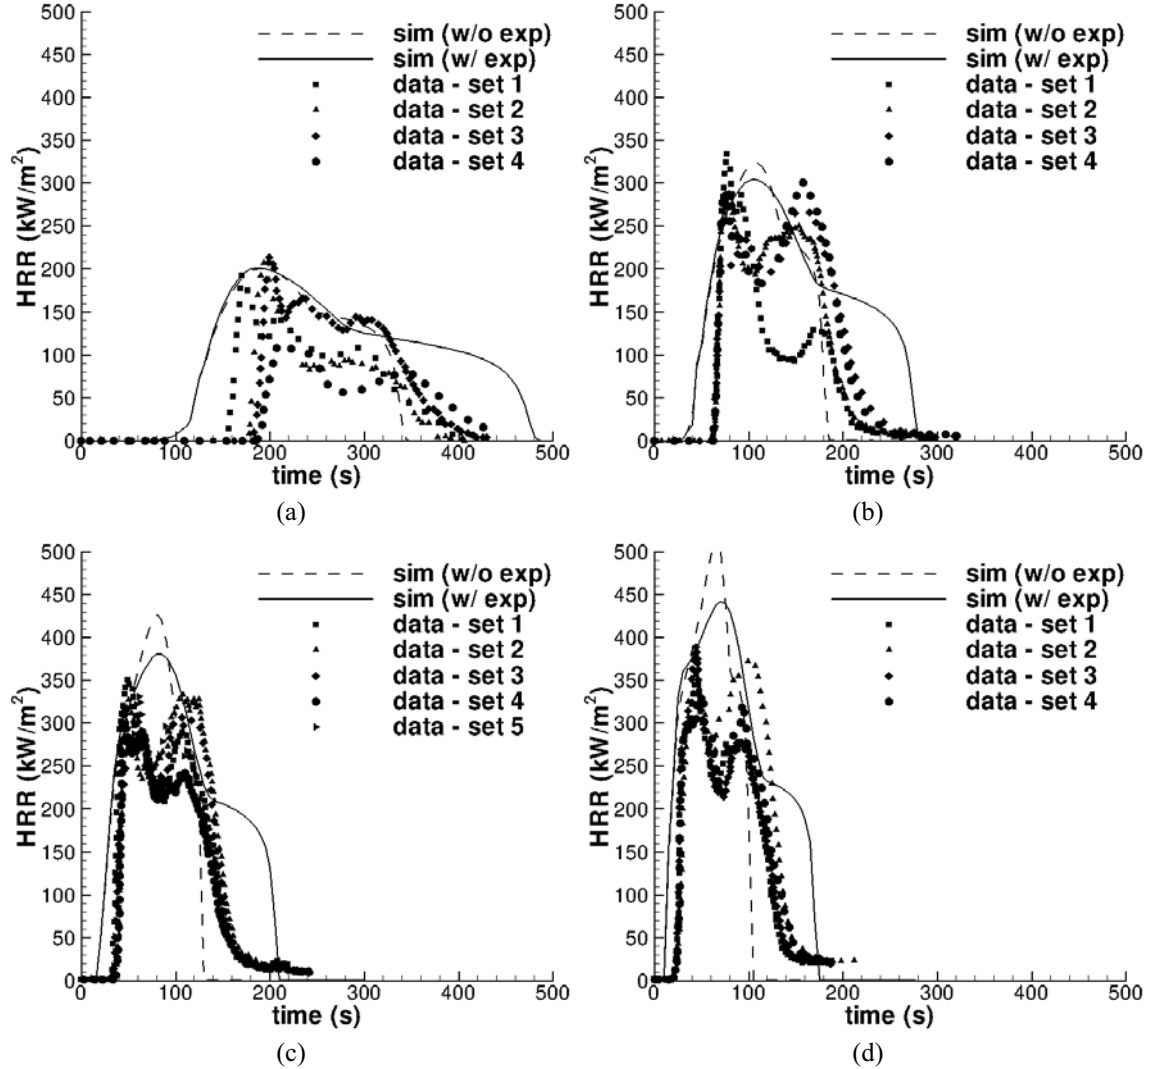 500
450
400
350
300
250
200
150
100
50
0
HRR (kW/m²)
sim (w/o exp)
sim (w/ exp)
data - set 1
data - set 2
data - set 3
data - set 4
0 100 200 300 400 500
time (s)
(a)
500
450
400
350
300
250
200
150
100
50
0
HRR (kW/m²)
sim (w/o exp)
sim (w/ exp)
data - set 1
data - set 2
data - set 3
data - set 4
0 100 200 300 400 500
time (s)
(b)
500
450
400
350
300
250
200
150
100
50
0
HRR (kW/m²)
sim (w/o exp)
sim (w/ exp)
data - set 1
data - set 2
data - set 3
data - set 4
data - set 5
0 100 200 300 400 500
time (s)
(c)
500
450
400
350
300
250
200
150
100
50
0
HRR (kW/m²)
sim (w/o exp)
sim (w/ exp)
data - set 1
data - set 2
data - set 3
data - set 4
0 100 200 300 400 500
time (s)
(d)